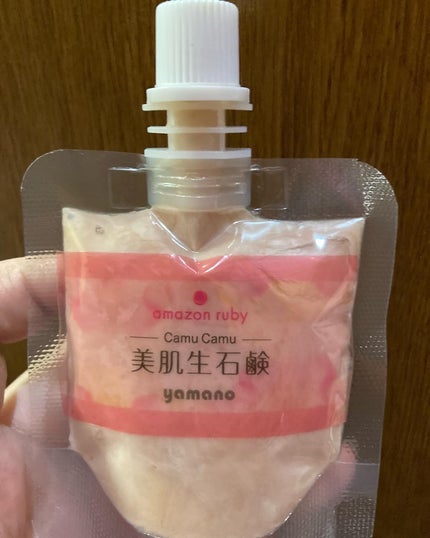 amazon ruby
Camu Camu
美肌生石鹸
yamano